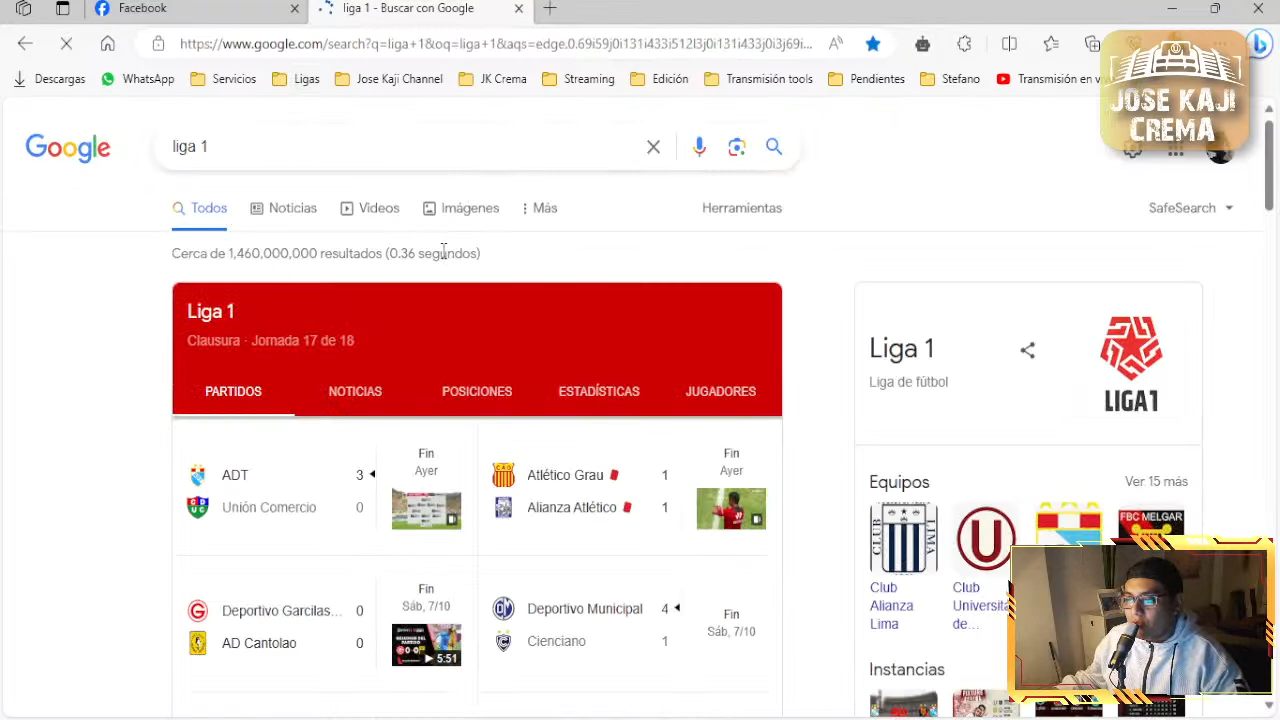 Facebook
liga 1 - Buscar con Google
https://www.google.com/search?q=liga+1&oq=liga+1&aqs=edge.0.69i59j0i131i433i512l3j0i131i433j0i3j69i...
Descargas
WhatsApp
Servicios
Ligas
Jose Kaji Channel
JK Crema
Streaming
Edición
Transmisión todos
Pendientes
Stefano
Transmisión en v
JOSE KAJI
CREMA
Google
liga 1
Todos
Noticias
Videos
Imágenes
Más
Herramientas
SafeSearch
Cerca de 1,460,000,000 resultados (0.36 segundos)
Liga 1
Clausura · Jornada 17 de 18
PARTIDOS
NOTICIAS
POSICIONES
ESTADÍSTICAS
JUGADORES
ADT 3
Unión Comercio 0
Fin
Ayer
Atlético Grau 1
Alianza Atlético 1
Fin
Ayer
Deportivo Garcilas... 0
AD Cantolao 0
Fin
Sáb, 7/10
5:51
Deportivo Municipal 4
Cienciano 1
Fin
Sáb, 7/10
Liga 1
Liga de fútbol
LIGA1
Equipos
Ver 15 más
CLUB
LIMA
U
FBC MELGAR
Club
Alianza
Lima
Club
Universita
de...
Instancias